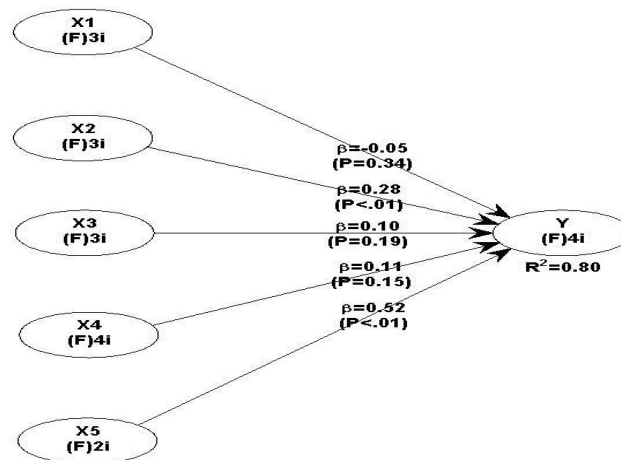 X1
(F)3i
X2
(F)3i
β=-0.05
(P=0.34)
β=0.28
(P<.01)
X3
(F)3i
β=0.10
(P=0.19)
Y
(F)4i
R²=0.80
β=0.11
(P=0.15)
X4
(F)4i
β=0.52
(P<.01)
X5
(F)2i